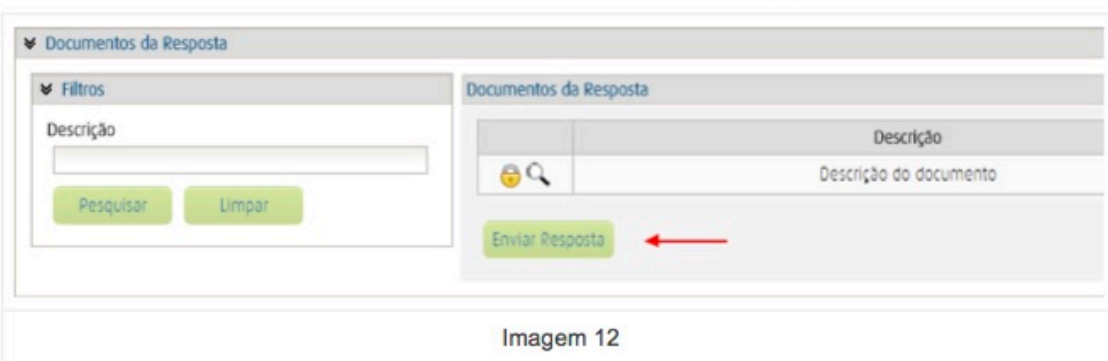 Documentos da Resposta
Filtros
Descrição
Pesquisar Limpar
Documentos da Resposta
Descrição
Descrição do documento
Enviar Resposta
Imagem 12